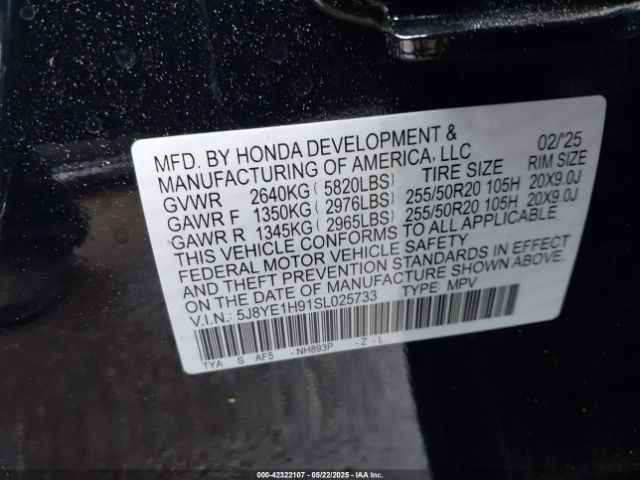 MFD. BY HONDA DEVELOPMENT & 02/'25
MANUFACTURING OF AMERICA, LLC
TIRE SIZE RIM SIZE
GVWR 2640KG ( 5820LBS)
GAWR F 1350KG ( 2976LBS) 255/50R20 105H 20X9.0J
GAWR R 1345KG ( 2965LBS) 255/50R20 105H 20X9.0J
THIS VEHICLE CONFORMS TO ALL APPLICABLE
FEDERAL MOTOR VEHICLE SAFETY
AND THEFT PREVENTION STANDARDS IN EFFECT
ON THE DATE OF MANUFACTURE SHOWN ABOVE.
V.I.N.: 5J8YE1H91SL025733 TYPE: MPV
TYA S AF5 - NH893P - Z - L
000-42322107 - 05/22/2025 - IAA Inc.